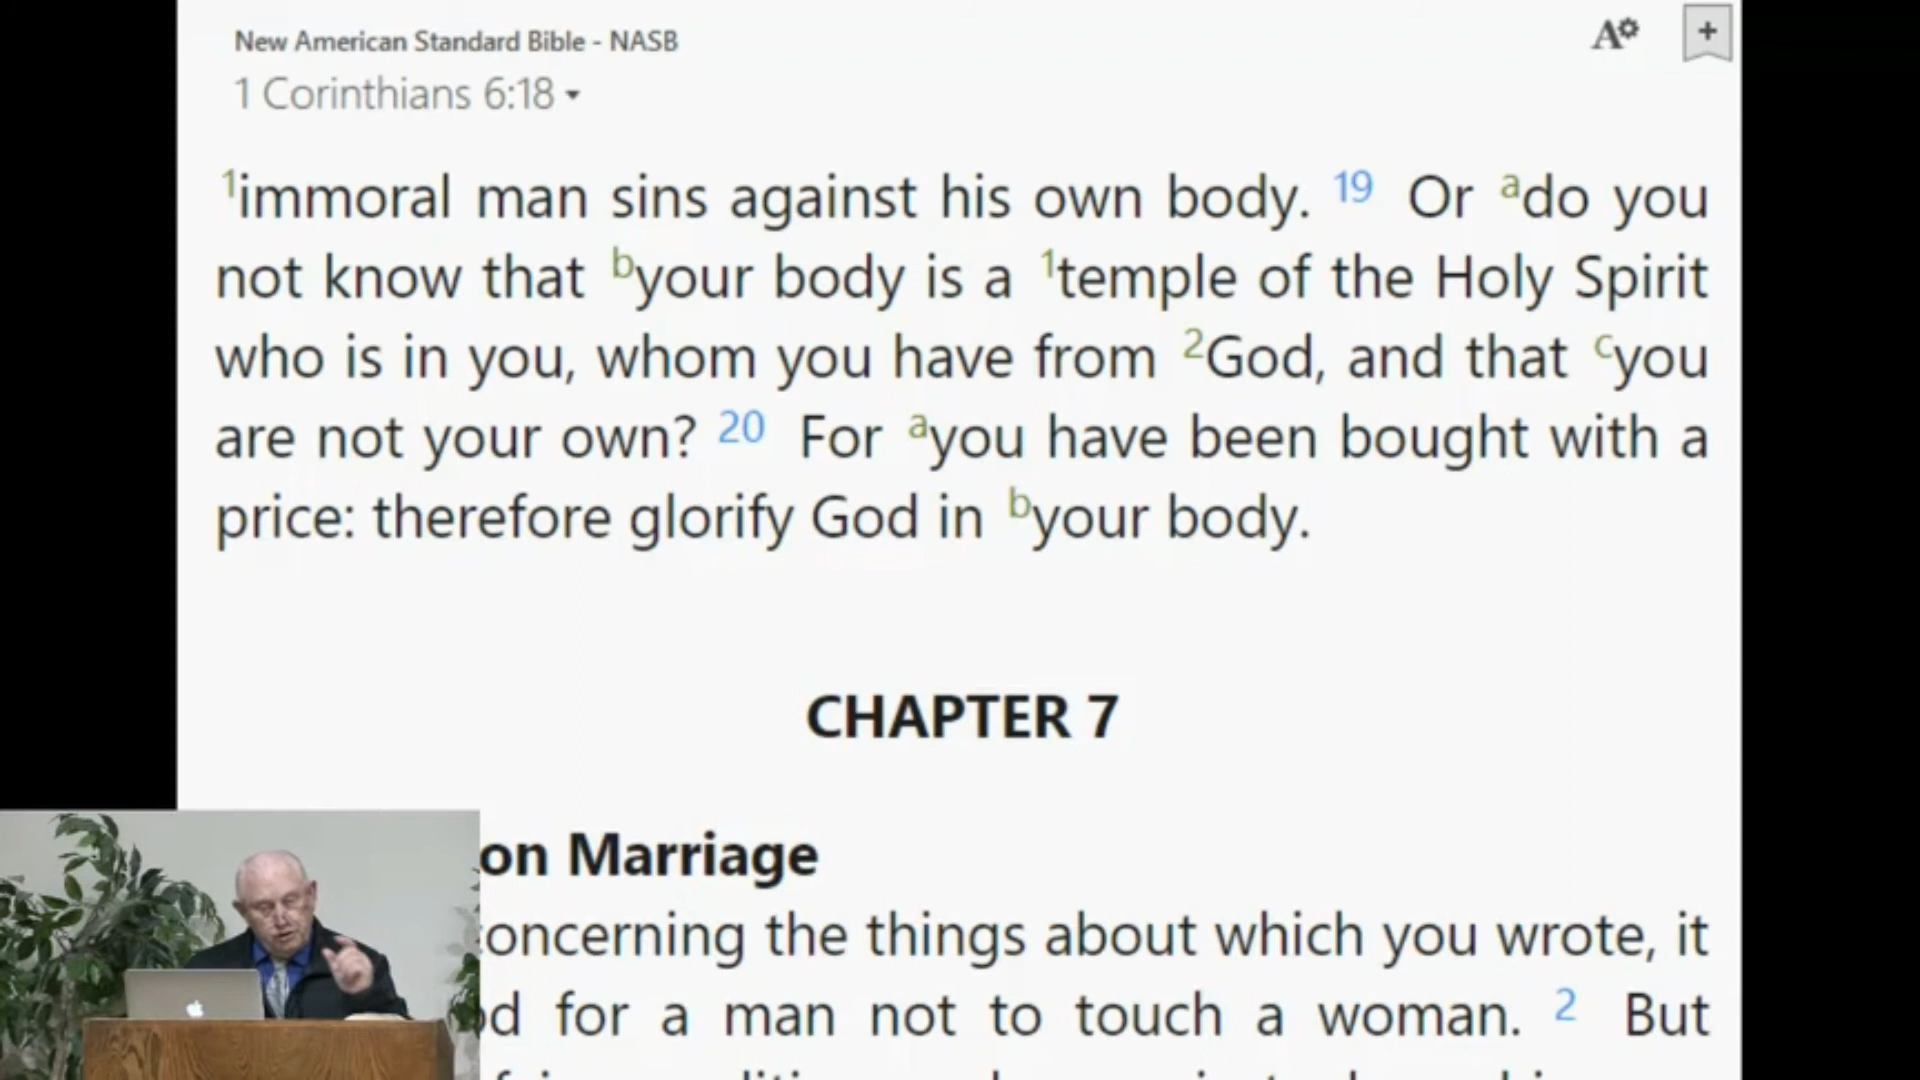 New American Standard Bible - NASB
1 Corinthians 6:18
1immoral man sins against his own body. 19 Or ado you
not know that byour body is a 1temple of the Holy Spirit
who is in you, whom you have from 2God, and that cyou
are not your own? 20 For ayou have been bought with a
price: therefore glorify God in byour body.
CHAPTER 7
on Marriage
oncerning the things about which you wrote, it
d for a man not to touch a woman. 2 But